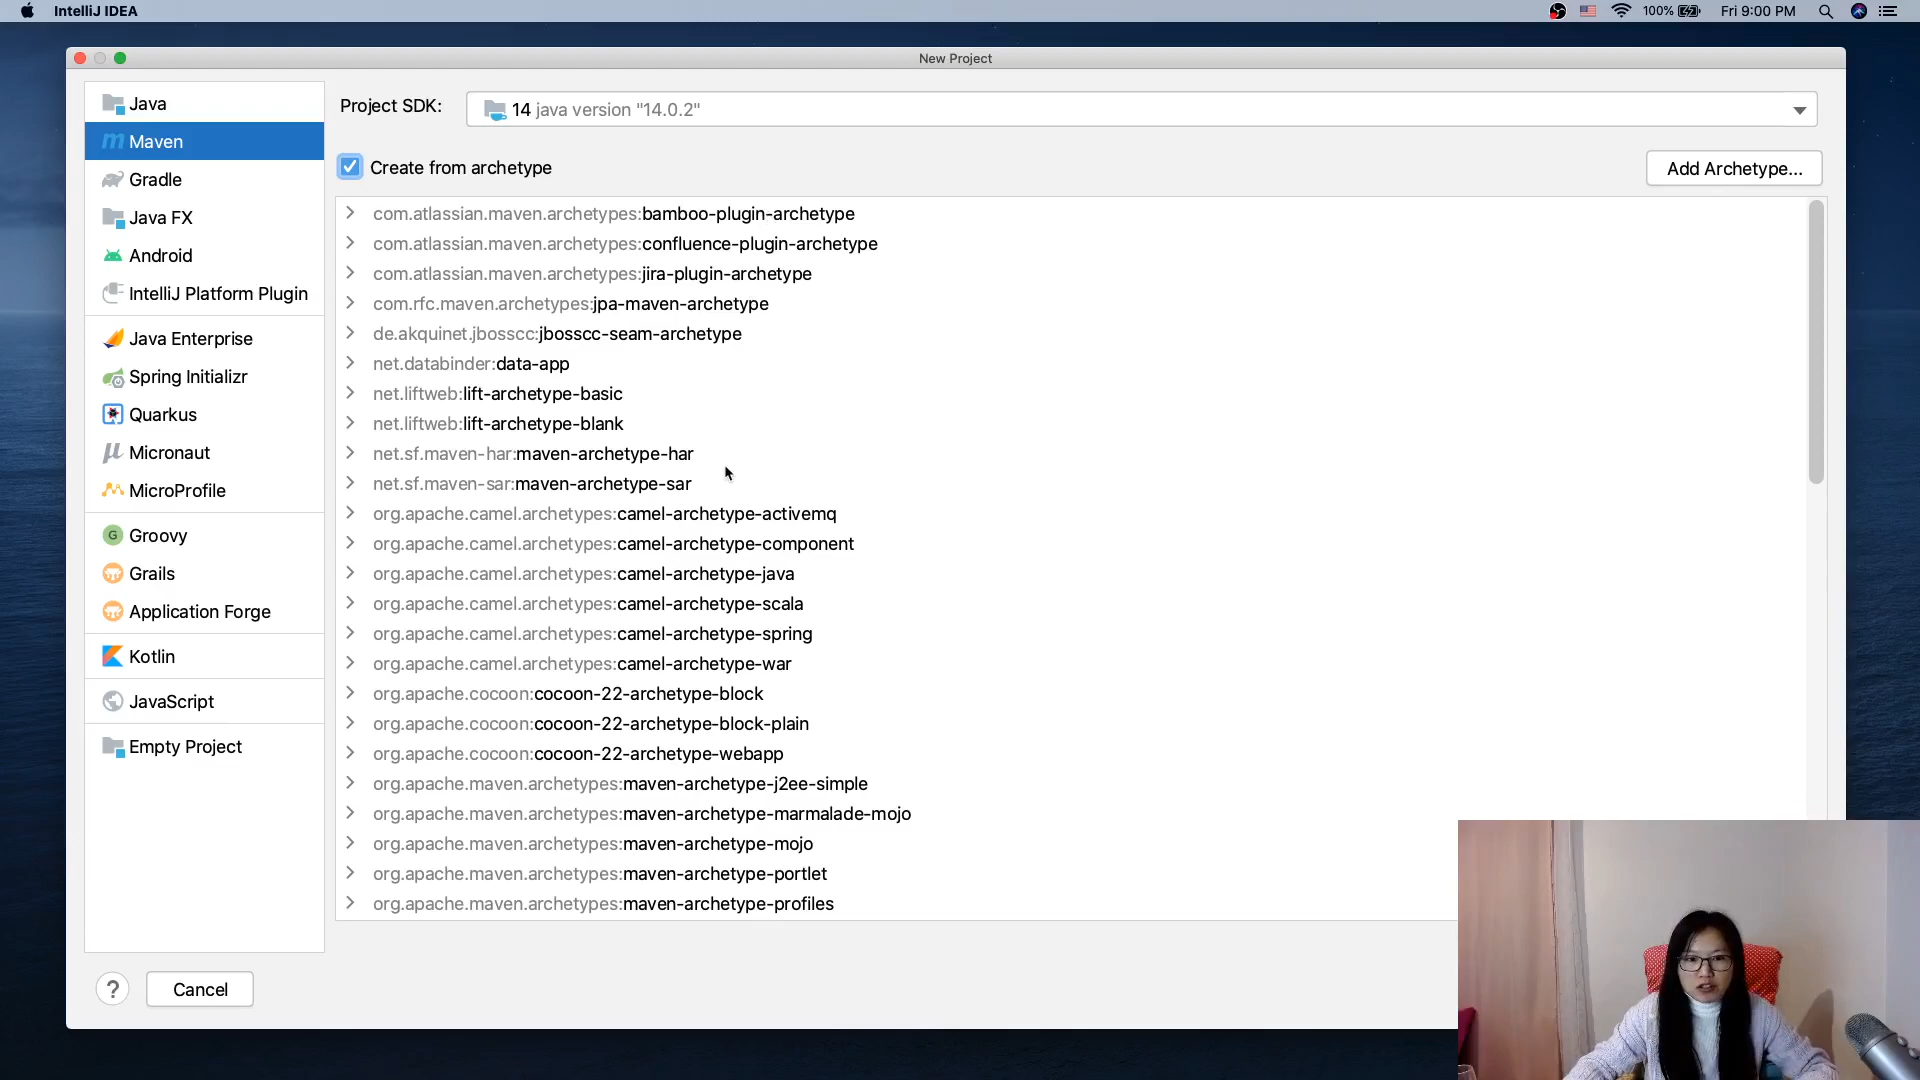 IntelliJ IDEA
100%
Fri 9:00 PM
New Project
Java
Maven
Gradle
Java FX
Android
IntelliJ Platform Plugin
Java Enterprise
Spring Initializr
Quarkus
Micronaut
MicroProfile
Groovy
Grails
Application Forge
Kotlin
JavaScript
Empty Project
Project SDK:
14 java version "14.0.2"
Create from archetype
Add Archetype...
com.atlassian.maven.archetypes:bamboo-plugin-archetype
com.atlassian.maven.archetypes:confluence-plugin-archetype
com.atlassian.maven.archetypes:jira-plugin-archetype
com.rfc.maven.archetypes:jpa-maven-archetype
de.akquinet.jbosscc:jbosscc-seam-archetype
net.databinder:data-app
net.liftweb:lift-archetype-basic
net.liftweb:lift-archetype-blank
net.sf.maven-har:maven-archetype-har
net.sf.maven-sar:maven-archetype-sar
org.apache.camel.archetypes:camel-archetype-activemq
org.apache.camel.archetypes:camel-archetype-component
org.apache.camel.archetypes:camel-archetype-java
org.apache.camel.archetypes:camel-archetype-scala
org.apache.camel.archetypes:camel-archetype-spring
org.apache.camel.archetypes:camel-archetype-war
org.apache.cocoon:cocoon-22-archetype-block
org.apache.cocoon:cocoon-22-archetype-block-plain
org.apache.cocoon:cocoon-22-archetype-webapp
org.apache.maven.archetypes:maven-archetype-j2ee-simple
org.apache.maven.archetypes:maven-archetype-marmalade-mojo
org.apache.maven.archetypes:maven-archetype-mojo
org.apache.maven.archetypes:maven-archetype-portlet
org.apache.maven.archetypes:maven-archetype-profiles
?
Cancel